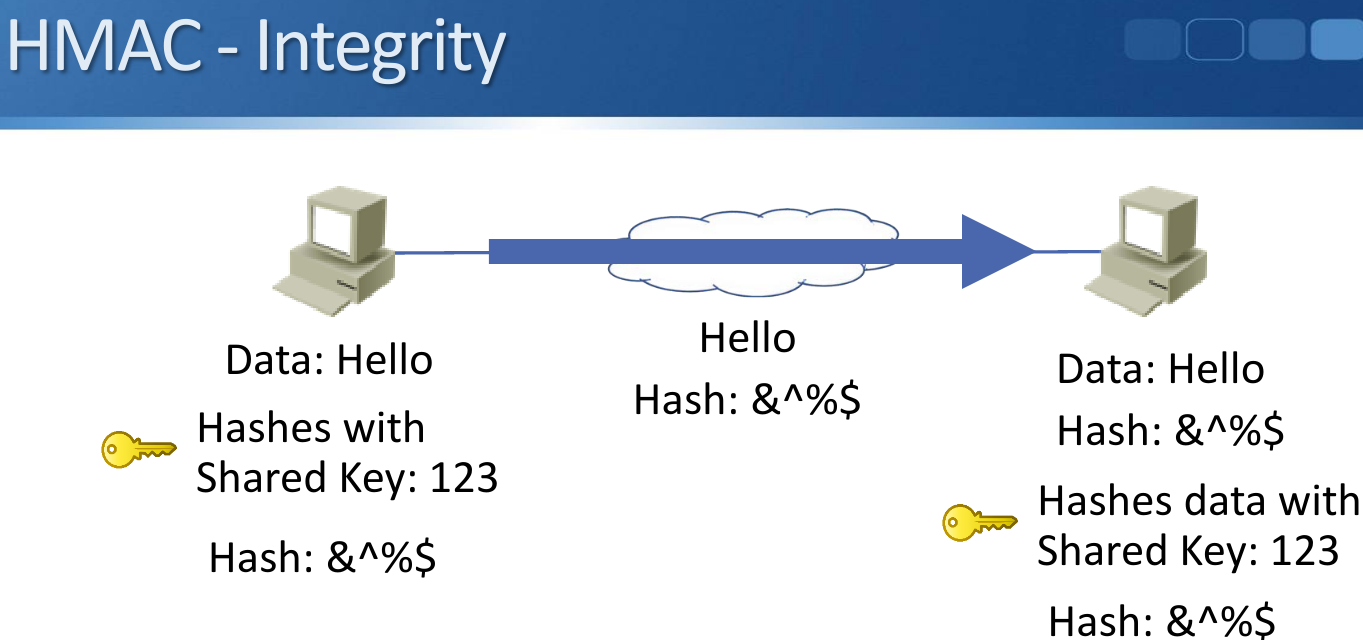 HMAC - Integrity
Data: Hello
Hashes with
Shared Key: 123
Hash: &^%$
Hello
Hash: &^%$
Data: Hello
Hash: &^%$
Hashes data with
Shared Key: 123
Hash: &^%$